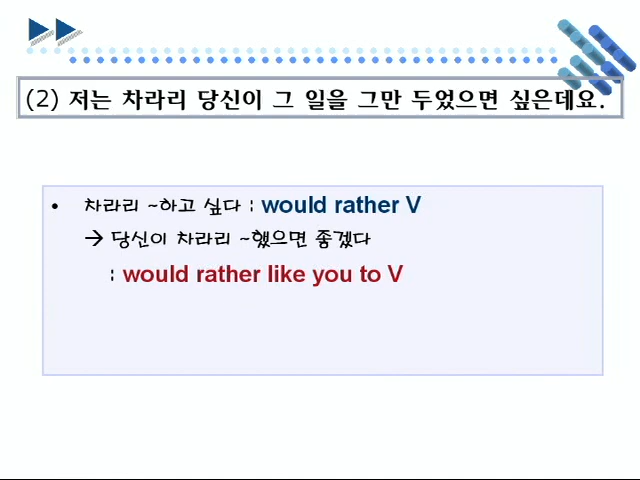 (2) 저는 차라리 당신이 그 일을 그만 두었으면 싶은데요.
• 차라리 ~하고 싶다 : would rather V
→ 당신이 차라리 ~했으면 좋겠다
: would rather like you to V